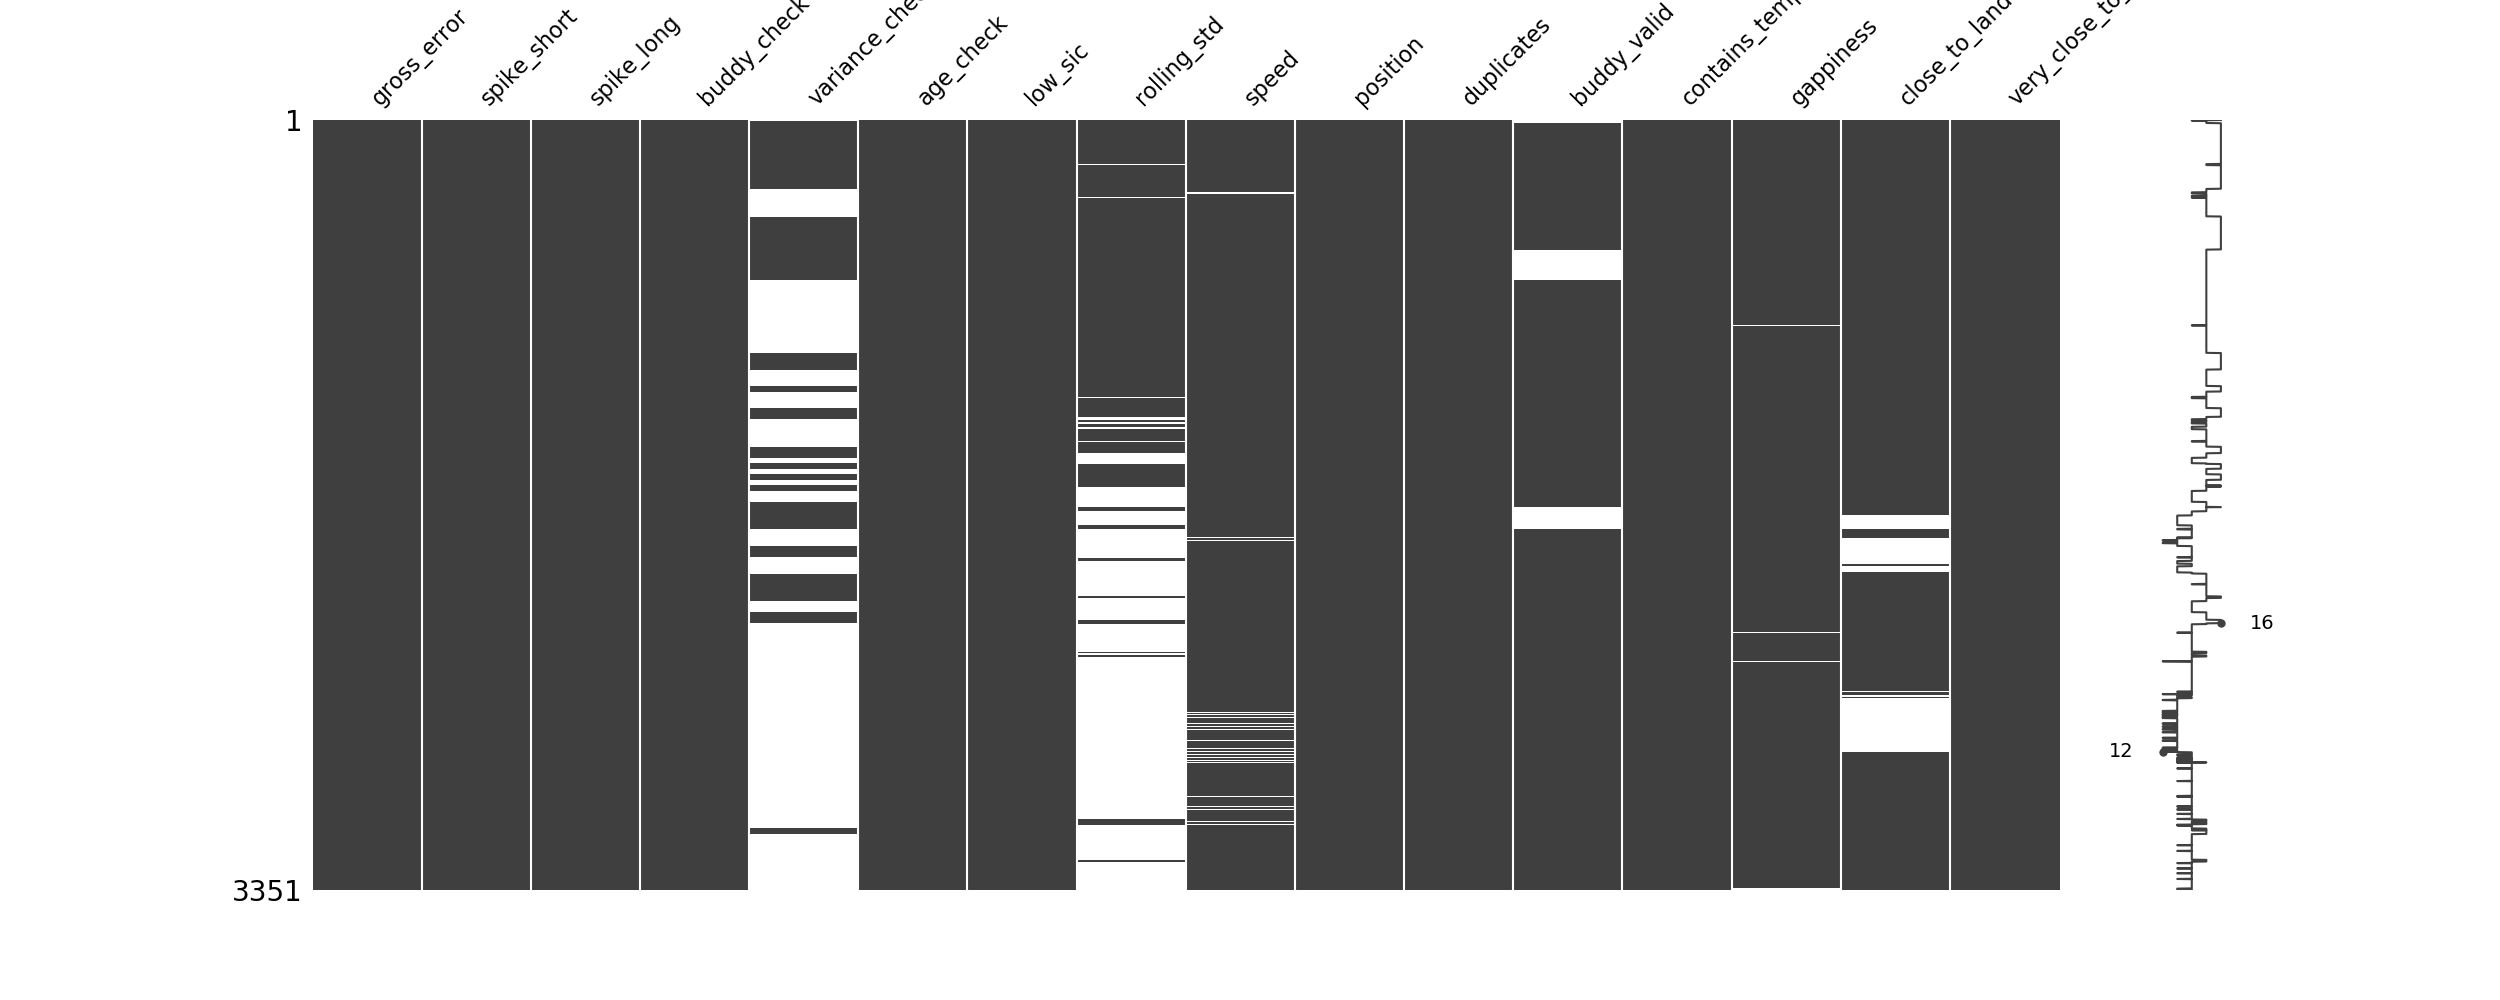 gross_error
spike_short
spike_long
buddy_check
age_check
low_sic
rolling_std
speed
position
duplicates
buddy_valid
gappiness
close_to_land
1
16
12
3351